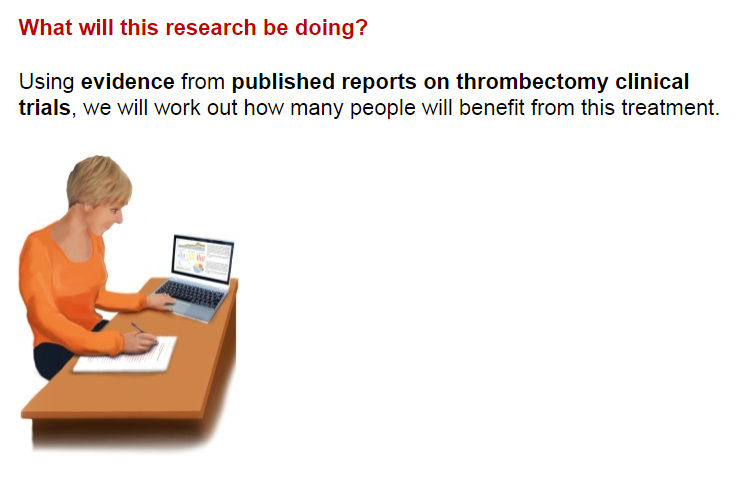 What will this research be doing?
Using evidence from published reports on thrombectomy clinical
trials, we will work out how many people will benefit from this treatment.